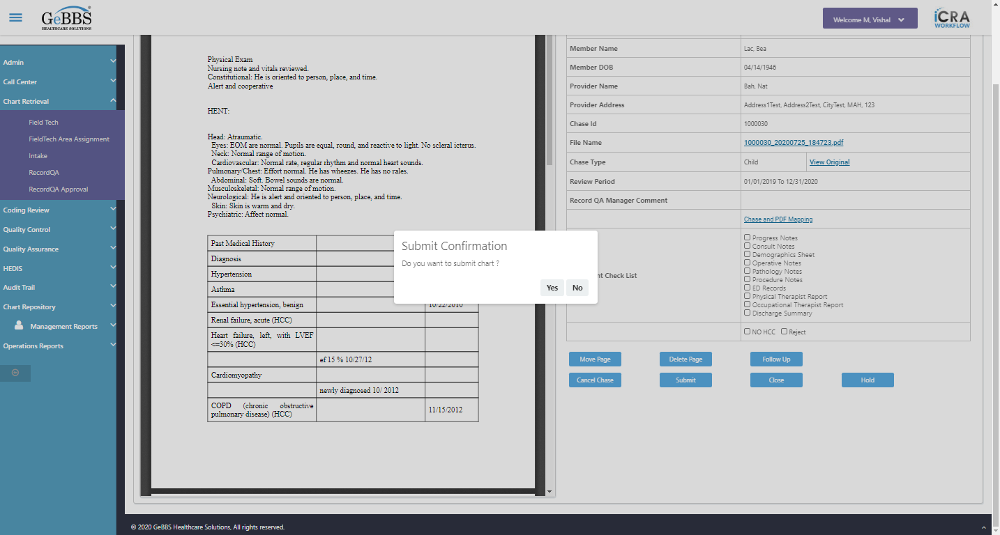 GeBBS
HEALTHCARE SOLUTIONS
Welcome M, Vishal
iCRA
WORKFLOW
Admin
Call Center
Chart Retrieval
Field Tech
FieldTech Area Assignment
Intake
RecordQA
RecordQA Approval
Coding Review
Quality Control
Quality Assurance
HEDIS
Audit Trail
Chart Repository
Management Reports
Operations Reports
Physical Exam
Nursing note and vitals reviewed.
Constitutional: He is oriented to person, place, and time.
Alert and cooperative
HENT:
Head: Atraumatic.
Eyes: EOM are normal. Pupils are equal, round, and reactive to light. No scleral icterus.
Neck: Normal range of motion.
Cardiovascular: Normal rate, regular rhythm and normal heart sounds.
Pulmonary/Chest: Effort normal. He has wheezes. He has no rales.
Abdominal: Soft. Bowel sounds are normal.
Musculoskeletal: Normal range of motion.
Neurological: He is alert and oriented to person, place, and time.
Skin: Skin is warm and dry.
Psychiatric: Affect normal.
Past Medical History
Diagnosis
Hypertension
Asthma
Essential hypertension, benign 10/22/2010
Renal failure, acute (HCC)
Heart failure, left, with LVEF
<=30% (HCC)
ef 15 % 10/27/12
Cardiomyopathy
newly diagnosed 10/ 2012
COPD (chronic obstructive
pulmonary disease) (HCC) 11/15/2012
Submit Confirmation
Do you want to submit chart ?
Yes No
Member Name Lac, Bea
Member DOB 04/14/1946
Provider Name Bah, Nat
Provider Address Address1Test, Address2Test, CityTest, MAH, 123
Chase Id 1000030
File Name 1000030_20200725_184723.pdf
Chase Type Child View Original
Review Period 01/01/2019 To 12/31/2020
Record QA Manager Comment
Chase and PDF Mapping
nt Check List
Progress Notes
Consult Notes
Demographics Sheet
Operative Notes
Pathology Notes
Procedure Notes
ED Records
Physical Therapist Report
Occupational Therapist Report
Discharge Summary
NO HCC Reject
Move Page Delete Page Follow Up
Cancel Chase Submit Close Hold
© 2020 GeBBS Healthcare Solutions, All rights reserved.